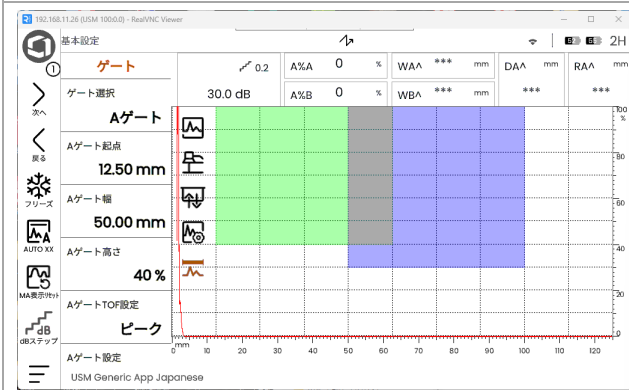 192.168.11.26 (USM 100:0.0) - RealVNC Viewer
基本設定
2H
1
ゲート
0.2
A%A 0 %
WA^ *** mm
DA^ mm
RA^ mm
次へ
ゲート選択
30.0 dB
A%B 0 %
WB^ *** mm
***
***
Aゲート
戻る
Aゲート起点
12.50 mm
フリーズ
Aゲート幅
50.00 mm
AUTO XX
Aゲート高さ
40 %
MA表示リセット
AゲートTOF設定
ピーク
dB
dBステップ
Aゲート設定
USM Generic App Japanese
100
%
80
60
40
20
0
0 mm 10 20 30 40 50 60 70 80 90 100 110 120